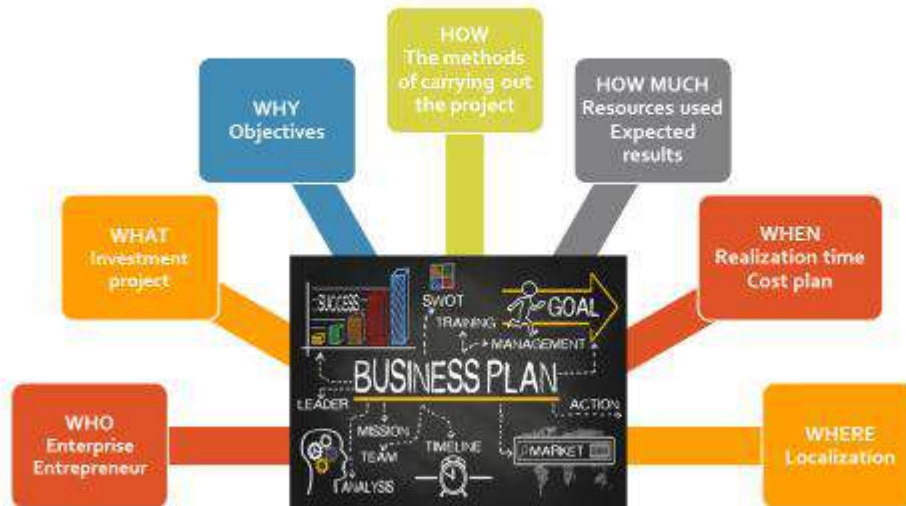 HOW
The methods
of carrying out
the project
WHY
Objectives
HOW MUCH
Resources used
Expected
results
WHAT
Investment
project
WHEN
Realization time
Cost plan
WHO
Enterprise
Entrepreneur
WHERE
Localization
SUCCESS
SWOT
GOAL
TRAINING
MANAGEMENT
BUSINESS PLAN
LEADER
ACTION
MISSION
TEAM
TIMELINE
MARKET
ANALYSIS